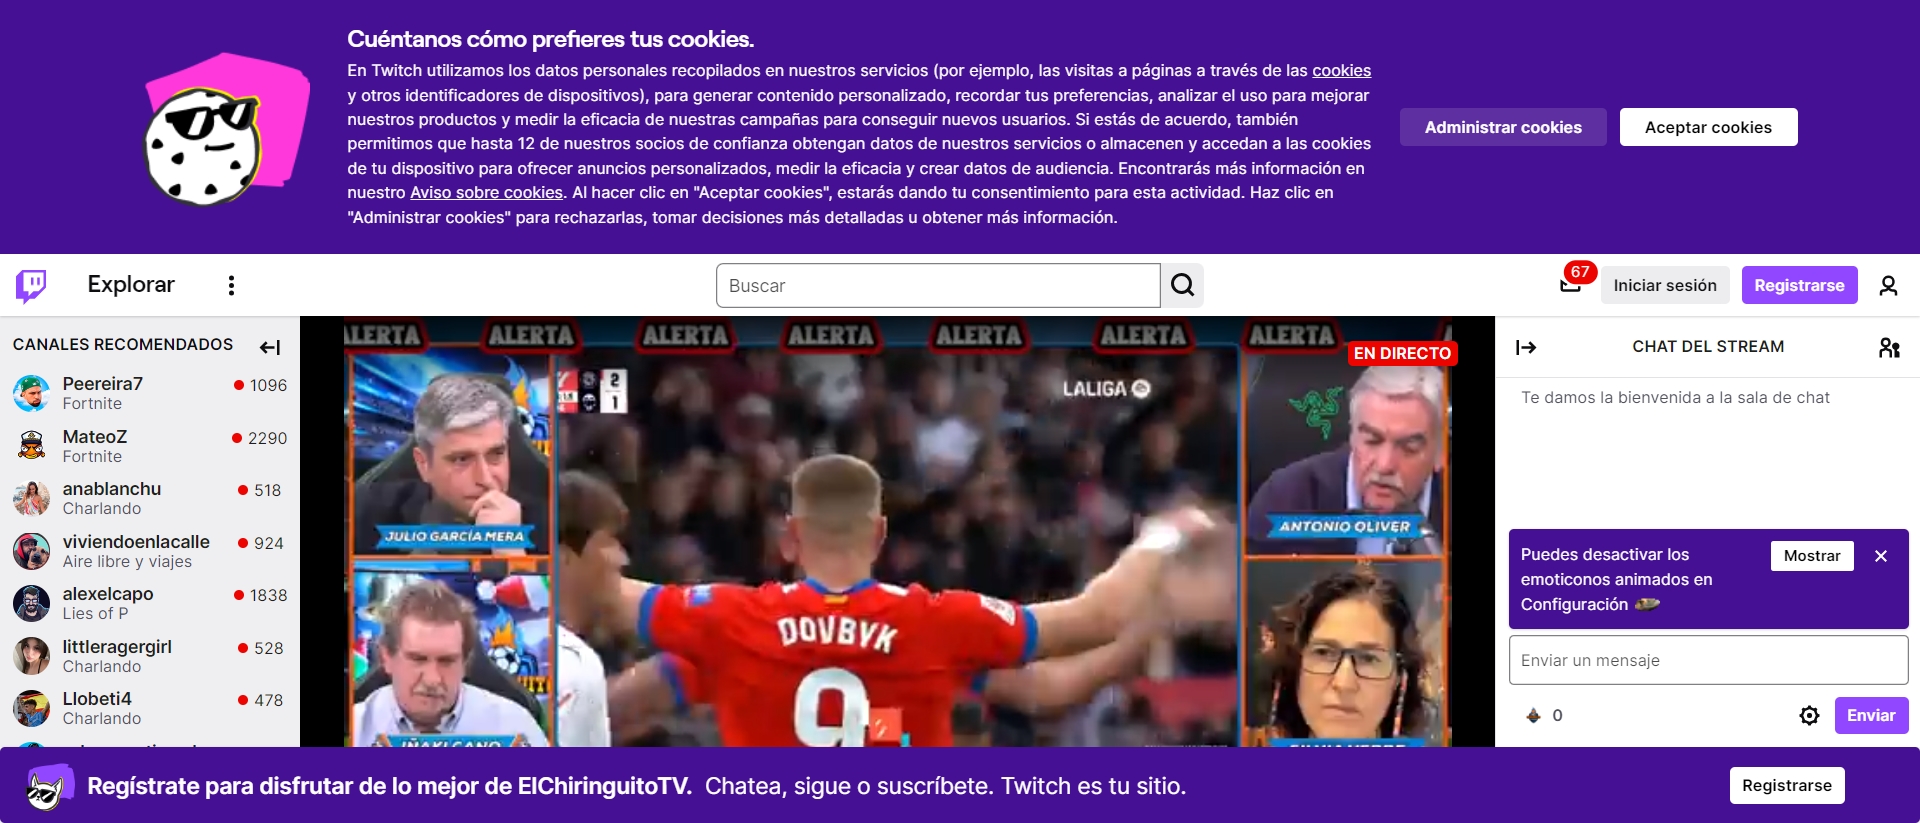 Cuéntanos cómo prefieres tus cookies.
En Twitch utilizamos los datos personales recopilados en nuestros servicios (por ejemplo, las visitas a páginas a través de las cookies
y otros identificadores de dispositivos), para generar contenido personalizado, recordar tus preferencias, analizar el uso para mejorar
nuestros productos y medir la eficacia de nuestras campañas para conseguir nuevos usuarios. Si estás de acuerdo, también
permitimos que hasta 12 de nuestros socios de confianza obtengan datos de nuestros servicios o almacenen y accedan a las cookies
de tu dispositivo para ofrecer anuncios personalizados, medir la eficacia y crear datos de audiencia. Encontrarás más información en
nuestro Aviso sobre cookies. Al hacer clic en "Aceptar cookies", estarás dando tu consentimiento para esta actividad. Haz clic en
"Administrar cookies" para rechazarlas, tomar decisiones más detalladas u obtener más información.
Administrar cookies
Aceptar cookies
Explorar
Buscar
67
Iniciar sesión
Registrarse
CANALES RECOMENDADOS
Peereira7 1096
Fortnite
MateoZ 2290
Fortnite
anablanchu 518
Charlando
viviendoenlacalle 924
Aire libre y viajes
alexelcapo 1838
Lies of P
littleragergirl 528
Charlando
Llobeti4 478
Charlando
ALERTA ALERTA ALERTA ALERTA ALERTA ALERTA
EN DIRECTO
2
1
LALIGA
JULIO GARCÍA MERA
ANTONIO OLIVER
DOVBYK
9
IÑAKI CANO
CHAT DEL STREAM
Te damos la bienvenida a la sala de chat
Puedes desactivar los
emoticonos animados en
Configuración
Mostrar
Enviar un mensaje
0
Enviar
Regístrate para disfrutar de lo mejor de ElChiringuitoTV. Chatea, sigue o suscríbete. Twitch es tu sitio.
Registrarse